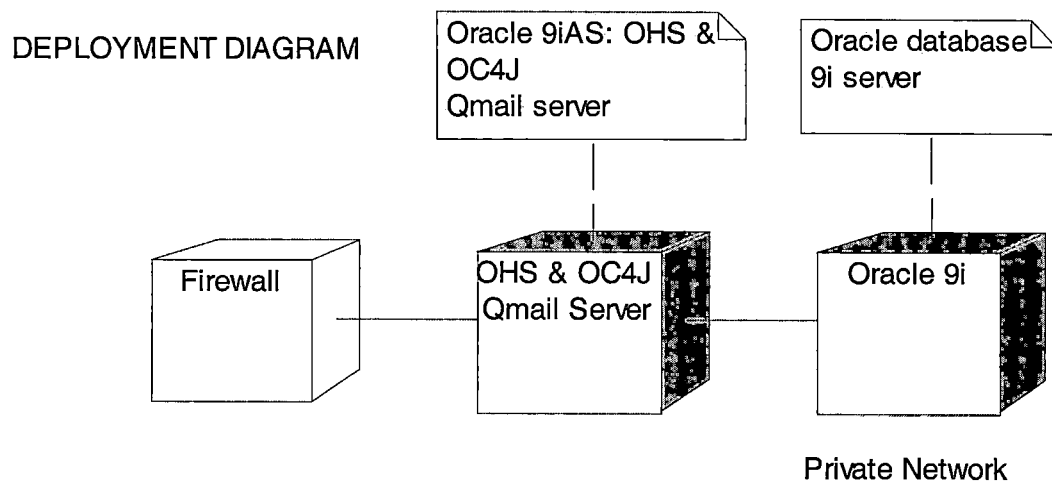 DEPLOYMENT DIAGRAM
Oracle 9iAS: OHS &
OC4J
Qmail server
Oracle database
9i server
Firewall
OHS & OC4J
Qmail Server
Oracle 9i
Private Network